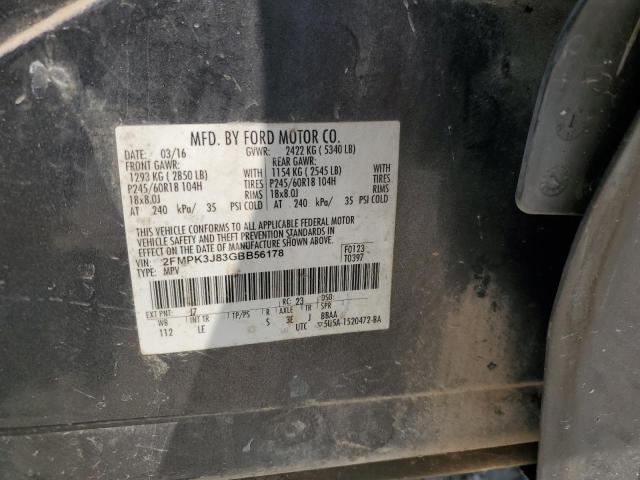 MFD. BY FORD MOTOR CO.
DATE: 03/16 GVWR: 2422 KG ( 5340 LB)
FRONT GAWR: REAR GAWR:
1293 KG ( 2850 LB) WITH 1154 KG ( 2545 LB) WITH
P245/60R18 104H TIRES P245/60R18 104H TIRES
18x8.0J RIMS 18x8.0J RIMS
AT 240 kPa/ 35 PSI COLD AT 240 kPa/ 35 PSI COLD
THIS VEHICLE CONFORMS TO ALL APPLICABLE FEDERAL MOTOR
VEHICLE SAFETY AND THEFT PREVENTION STANDARDS IN
EFFECT ON THE DATE OF MANUFACTURE SHOWN ABOVE.
VIN: 2FMPK3J83GBB56178 F0123
TYPE: MPV T0397
EXT PNT: J7 RC: 23 DSO:
WB INT TR TP/PS R AXLE TR SPR
112 LE S 3E J BBAA
UTC 5U5A-1520472-BA